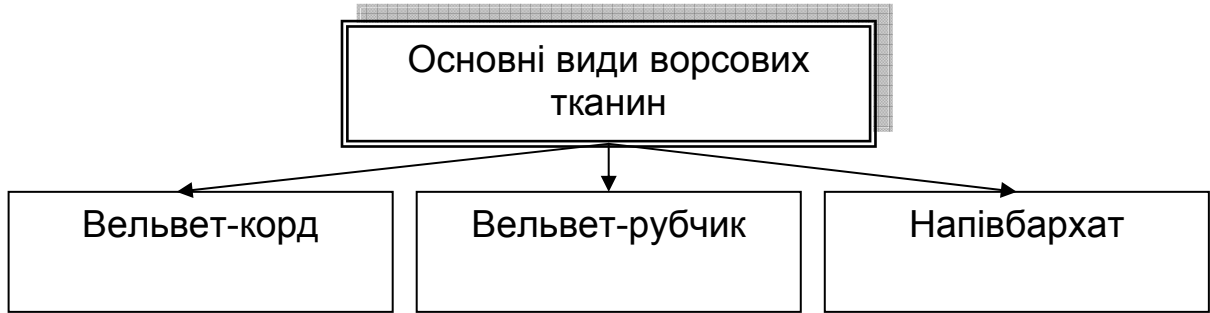 Основні види ворсових
тканин
Вельвет-корд
Вельвет-рубчик
Напівбархат